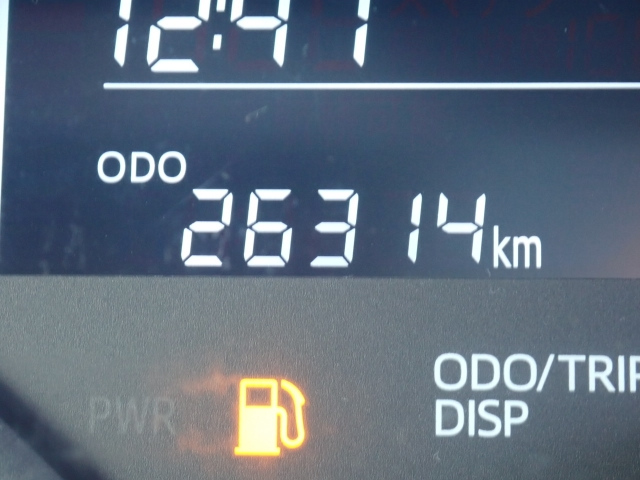 12:41
ODO
26314km
ODO/TRIP
DISP
PWR